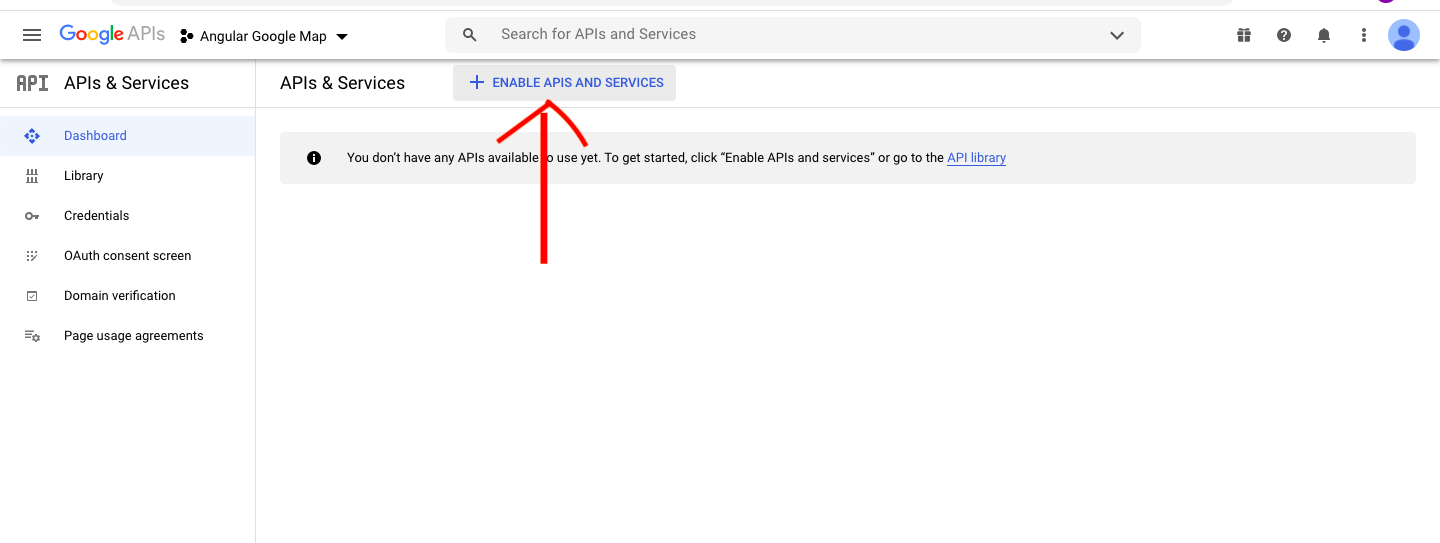 Google APIs Angular Google Map Search for APIs and Services
API APIs & Services
APIs & Services ENABLE APIS AND SERVICES
Dashboard
Library
Credentials
OAuth consent screen
Domain verification
Page usage agreements
You don't have any APIs available to use yet. To get started, click “Enable APIs and services” or go to the API library